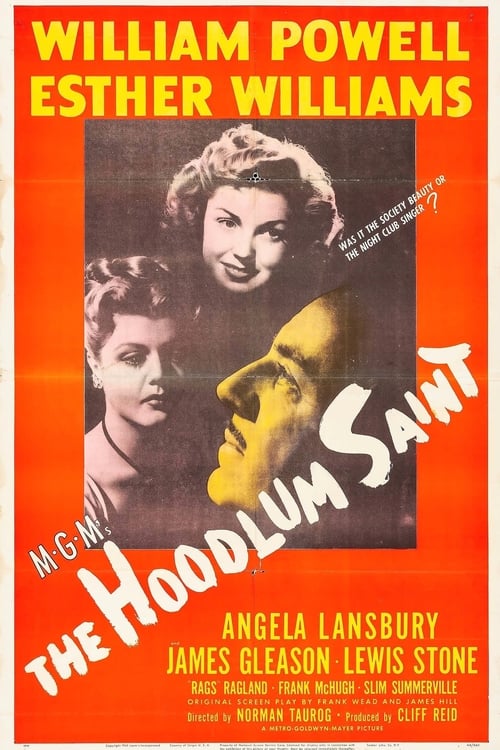 WILLIAM POWELL
ESTHER WILLIAMS
WAS IT THE SOCIETY BEAUTY OR
THE NIGHT CLUB SINGER?
M·G·M's
THE HOODLUM SAINT
ANGELA LANSBURY
JAMES GLEASON · LEWIS STONE
"RAGS" RAGLAND · FRANK McHUGH · SLIM SUMMERVILLE
ORIGINAL SCREEN PLAY BY FRANK WEAD AND JAMES HILL
Directed by NORMAN TAUROG · Produced by CLIFF REID
A METRO-GOLDWYN-MAYER PICTURE